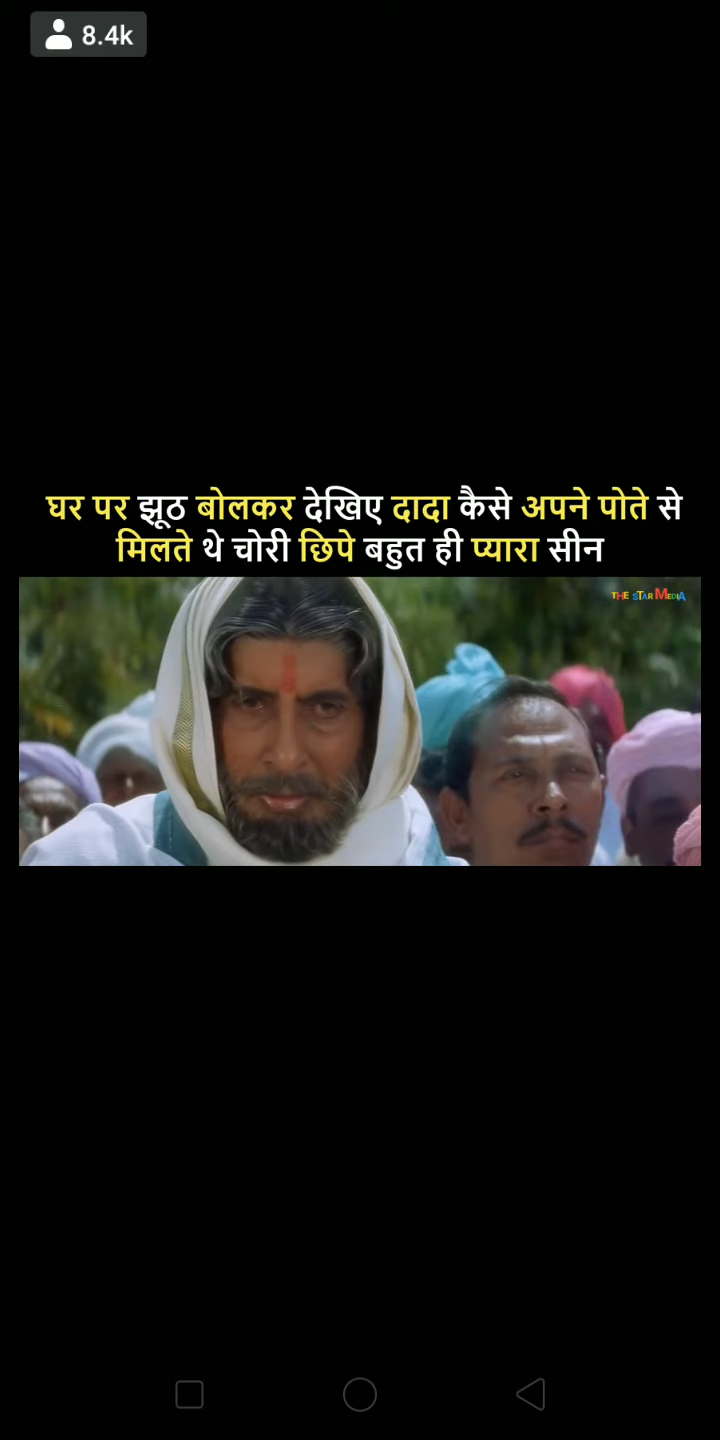 8.4k
घर पर झूठ बोलकर देखिए दादा कैसे अपने पोते से
मिलते थे चोरी छिपे बहुत ही प्यारा सीन
THE STAR MEDIA